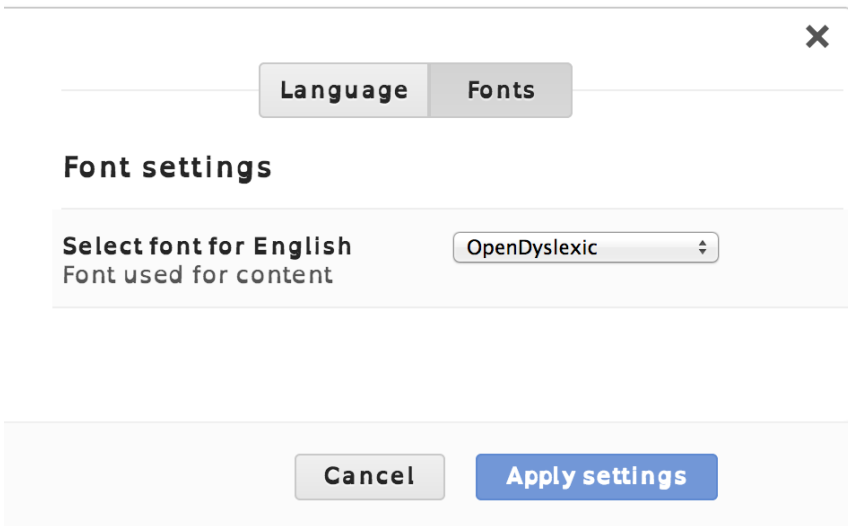 Language Fonts
Font settings
Select font for English
OpenDyslexic
Font used for content
Cancel Apply settings